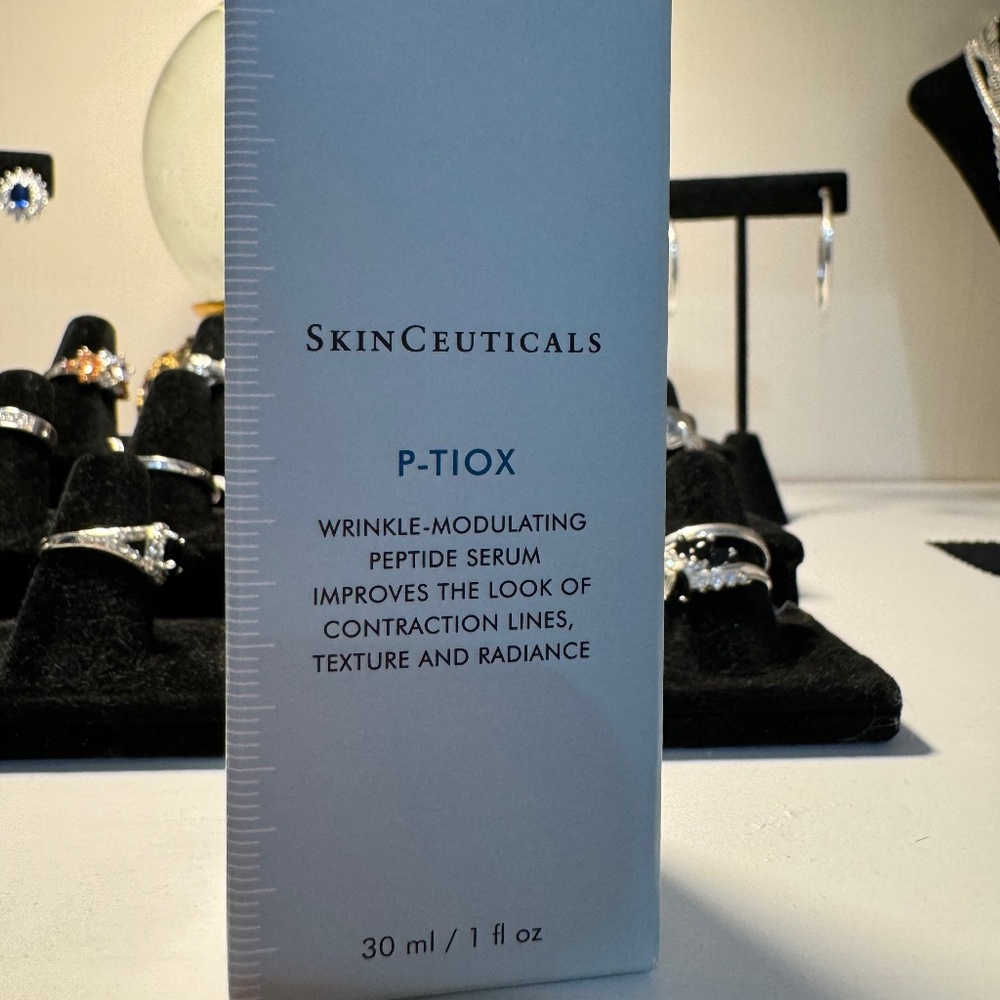 SKINCEUTICALS
P-TIOX
WRINKLE-MODULATING
PEPTIDE SERUM
IMPROVES THE LOOK OF
CONTRACTION LINES,
TEXTURE AND RADIANCE
30 ml / 1 fl oz